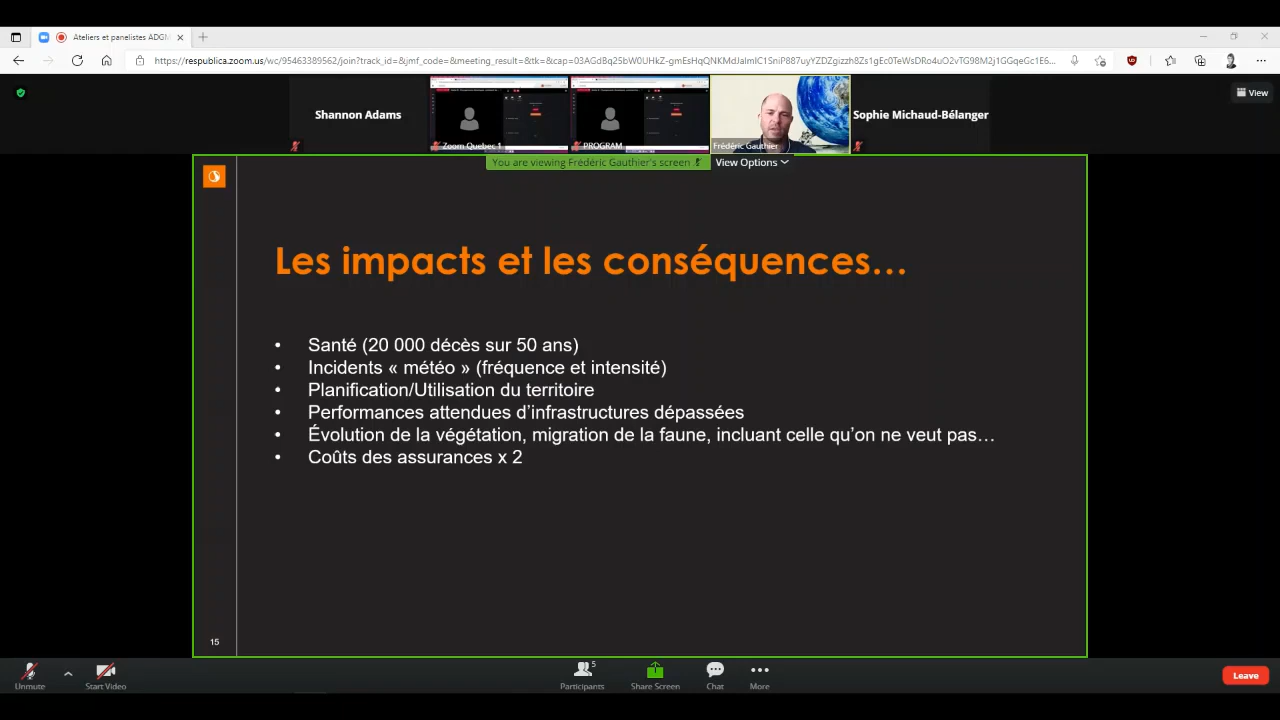 Ateliers et panelistes ADGM
https://respublica.zoom.us/wc/95463389562/join?track_id=&jmf_code=&meeting_result=&tk=&cap=03AGdBq25bW0UHkZ-gmEsHqQNKMdJalmlC1SniP887uyYZDZgizzh8Zs1gEc0TeWsDRo4uO2vTG98M2j1GGqeGc1E6...
Shannon Adams
Zoom Quebec 1
PROGRAM
Frédéric Gauthier
Sophie Michaud-Bélanger
View
You are viewing Frédéric Gauthier's screen
View Options
Les impacts et les conséquences…
• Santé (20 000 décès sur 50 ans)
• Incidents « météo » (fréquence et intensité)
• Planification/Utilisation du territoire
• Performances attendues d’infrastructures dépassées
• Évolution de la végétation, migration de la faune, incluant celle qu’on ne veut pas…
• Coûts des assurances x 2
15
Unmute
Start Video
Participants
5
Share Screen
Chat
More
Leave